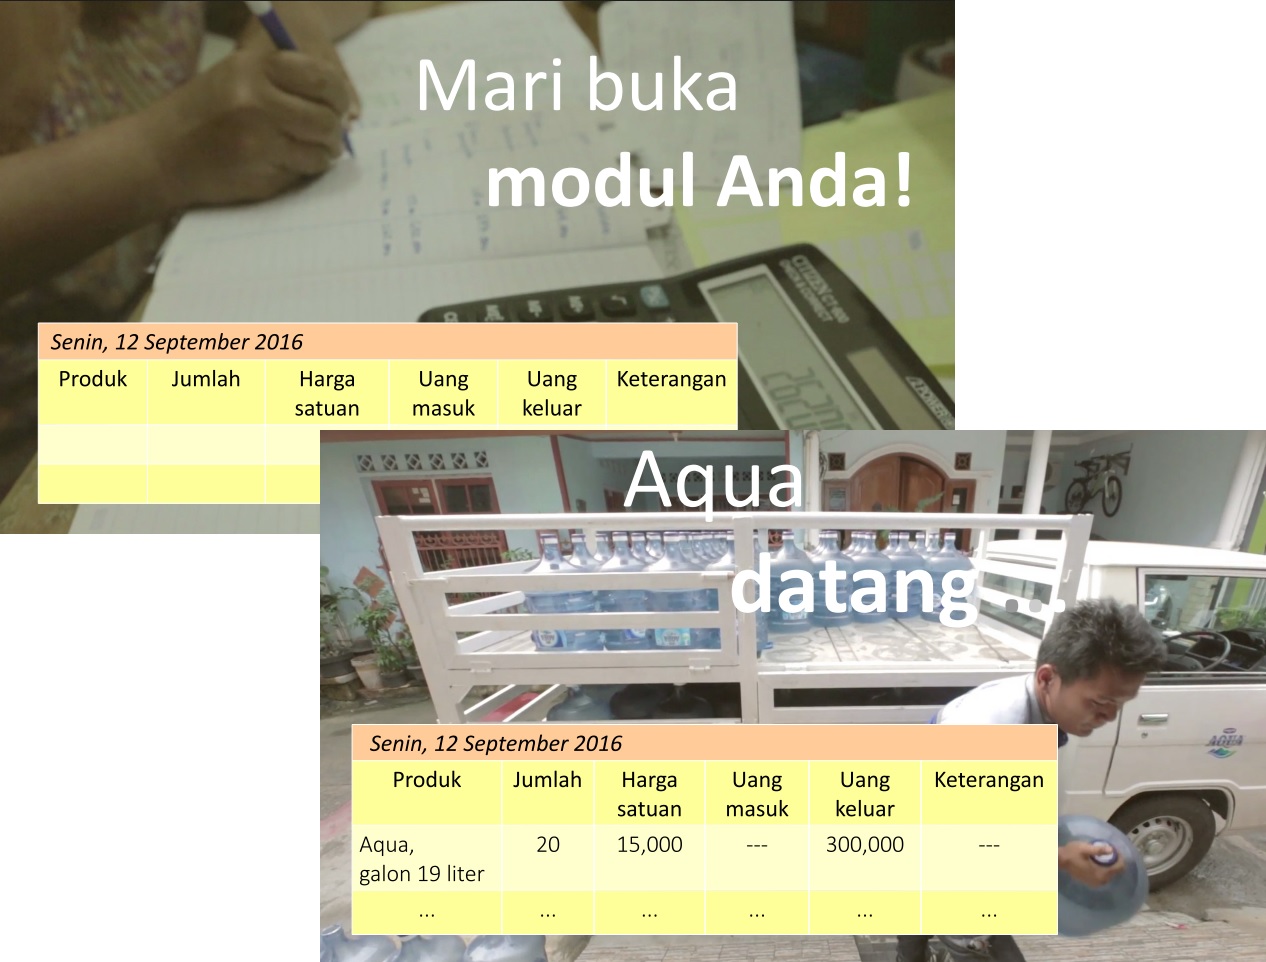 Mari buka
modul Anda!
Senin, 12 September 2016
Produk Jumlah Harga satuan Uang masuk Uang keluar Keterangan
Aqua
datang ...
Senin, 12 September 2016
Produk Jumlah Harga satuan Uang masuk Uang keluar Keterangan
Aqua, galon 19 liter 20 15,000 --- 300,000 ---
... ... ... ... ... ...
CITIZEN
AQUA